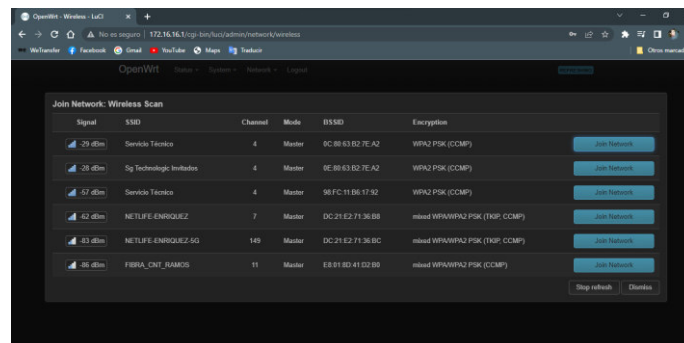 OpenWrt - Wireless - LuCI
No es seguro | 172.16.16.1/cgi-bin/luci/admin/network/wireless
WeTransfer Facebook Gmail YouTube Maps Traducir Otros marcad
OpenWrt Status System Network Logout
Join Network: Wireless Scan
Signal SSID Channel Mode BSSID Encryption
-29 dBm Servicio Técnico 4 Master 0C:80:63:B2:7E:A2 WPA2 PSK (CCMP) Join Network
-28 dBm Sg Technologic Invitados 4 Master 0E:80:63:B2:7E:A2 WPA2 PSK (CCMP) Join Network
-57 dBm Servicio Técnico 4 Master 98:FC:11:B6:17:92 WPA2 PSK (CCMP) Join Network
-62 dBm NETLIFE-ENRIQUEZ 7 Master DC:21:E2:71:36:B8 mixed WPA/WPA2 PSK (TKIP, CCMP) Join Network
-83 dBm NETLIFE-ENRIQUEZ-5G 149 Master DC:21:E2:71:36:BC mixed WPA/WPA2 PSK (TKIP, CCMP) Join Network
-86 dBm FIBRA_CNT_RAMOS 11 Master E8:01:8D:41:D2:B0 mixed WPA/WPA2 PSK (CCMP) Join Network
Stop refresh Dismiss